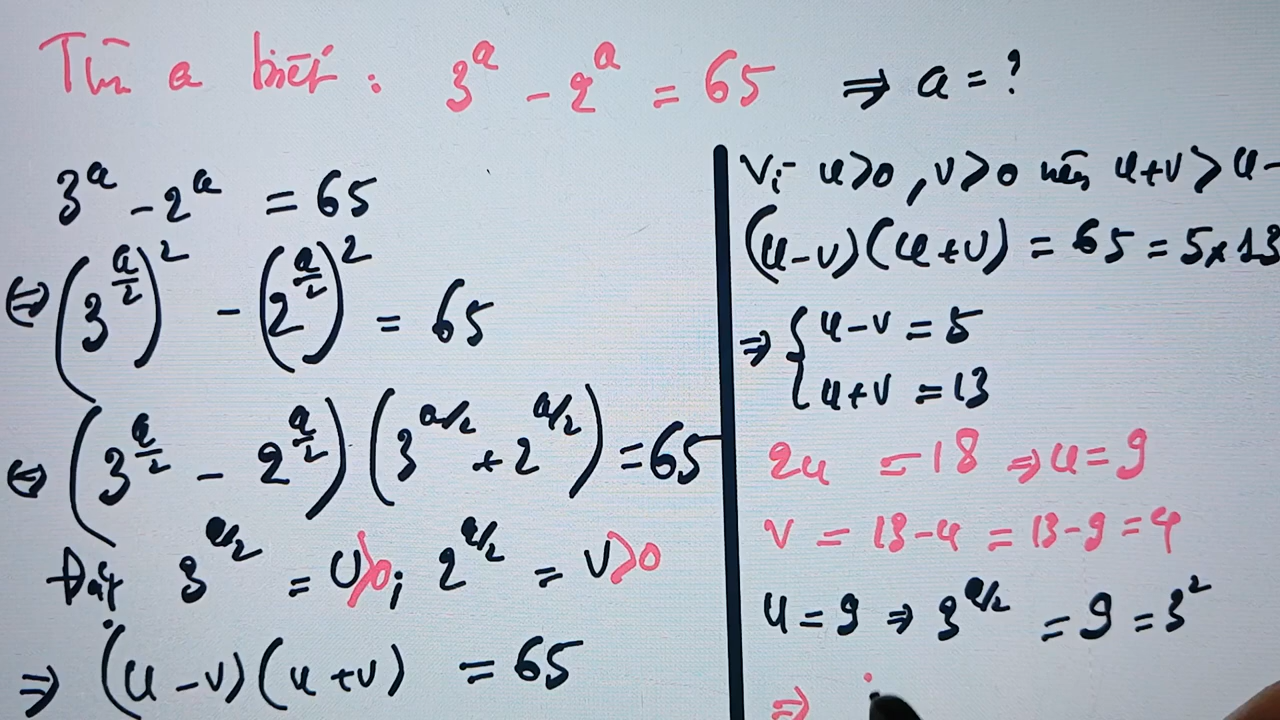 Tìm a biết : 3^a - 2^a = 65 ⇒ a = ?
3^a - 2^a = 65
⇔ (3^(a/2))^2 - (2^(a/2))^2 = 65
⇔ (3^(a/2) - 2^(a/2)) (3^(a/2) + 2^(a/2)) = 65
Đặt 3^(a/2) = U>0 ; 2^(a/2) = V>0
⇒ (u - v) (u + v) = 65
Vì u>0 , v>0 nên u+v > u-
(u-v) (u+v) = 65 = 5x13
⇒ { u-v = 5
u+v = 13
2u = 18 ⇒ u = 9
v = 13-u = 13-9 = 4
u = 9 ⇒ 3^(a/2) = 9 = 3^2
⇒